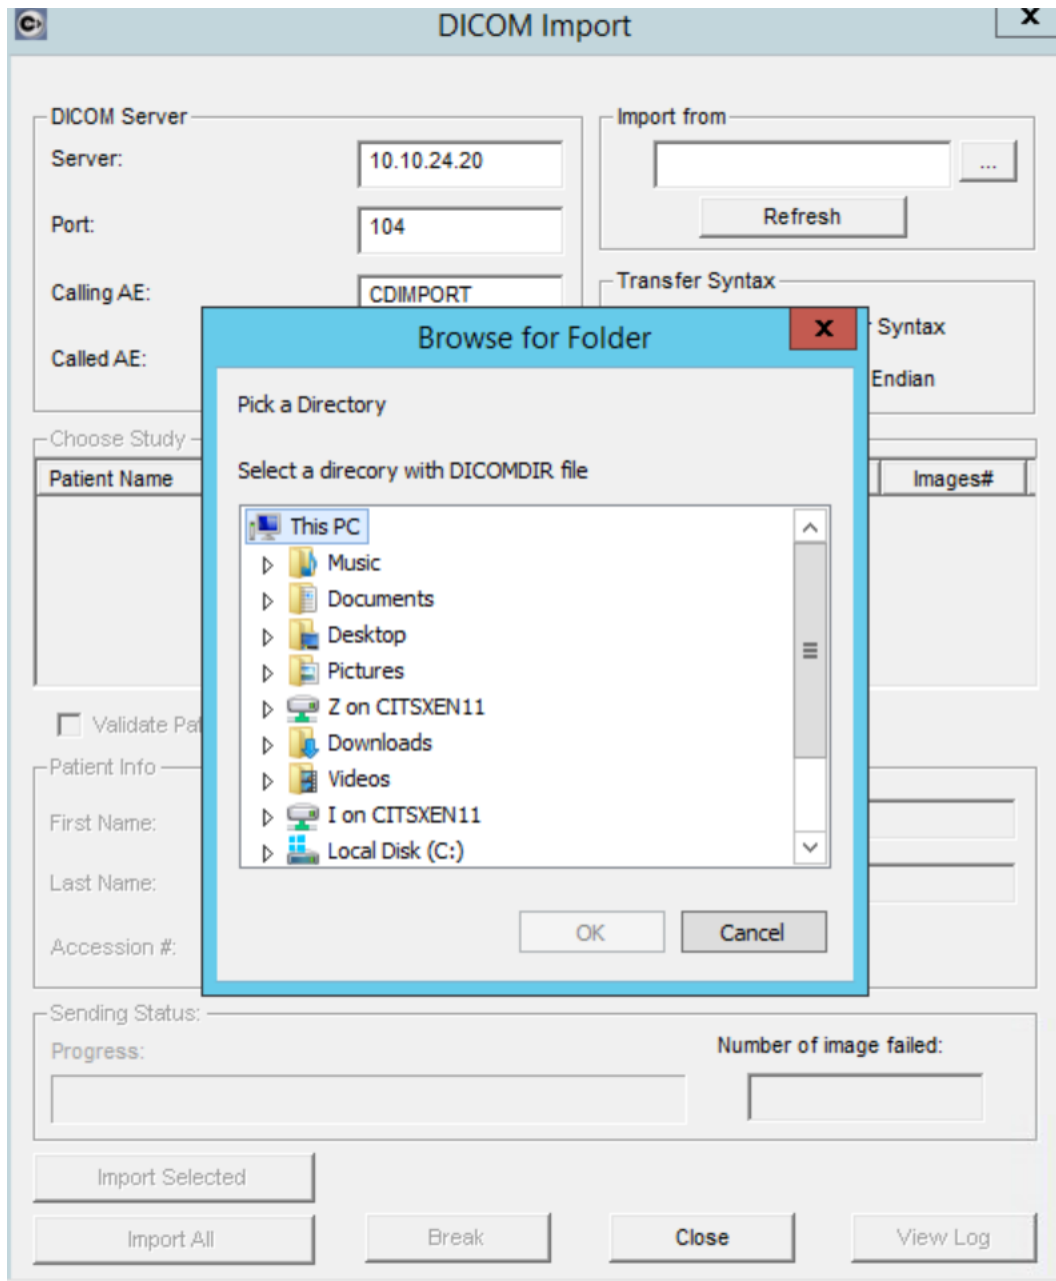 DICOM Import
x
DICOM Server
Server:
10.10.24.20
Port:
104
Calling AE:
CDIMPORT
Called AE:
Import from
...
Refresh
Transfer Syntax
Syntax
Endian
Choose Study
Patient Name
Images#
Browse for Folder
x
Pick a Directory
Select a direcory with DICOMDIR file
This PC
Music
Documents
Desktop
Pictures
Z on CITSXEN11
Downloads
Videos
I on CITSXEN11
Local Disk (C:)
OK
Cancel
Validate Pat
Patient Info
First Name:
Last Name:
Accession #:
Sending Status:
Progress:
Number of image failed:
Import Selected
Import All
Break
Close
View Log